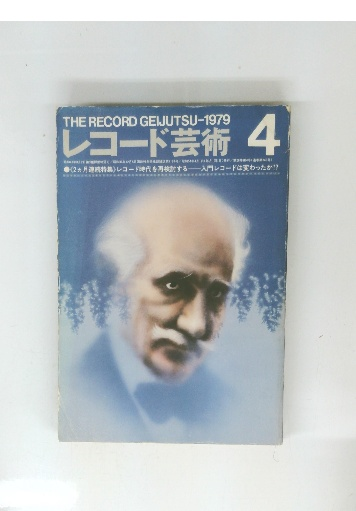 THE RECORD GEIJUTSU-1979
レコード芸術 4
●〈2ヵ月連続特集〉レコード時代を再検討する——入門レコードは変わったか!?